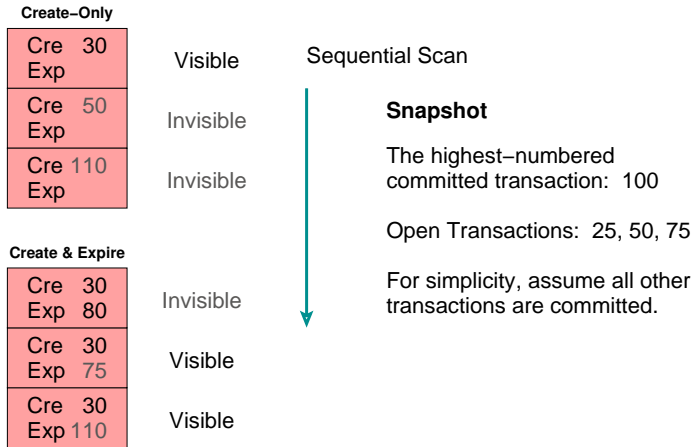 Create–Only
Cre 30
Exp
Visible
Cre 50
Exp
Invisible
Cre 110
Exp
Invisible
Create & Expire
Cre 30
Exp 80
Invisible
Cre 30
Exp 75
Visible
Cre 30
Exp 110
Visible
Sequential Scan
Snapshot
The highest–numbered
committed transaction: 100
Open Transactions: 25, 50, 75
For simplicity, assume all other
transactions are committed.